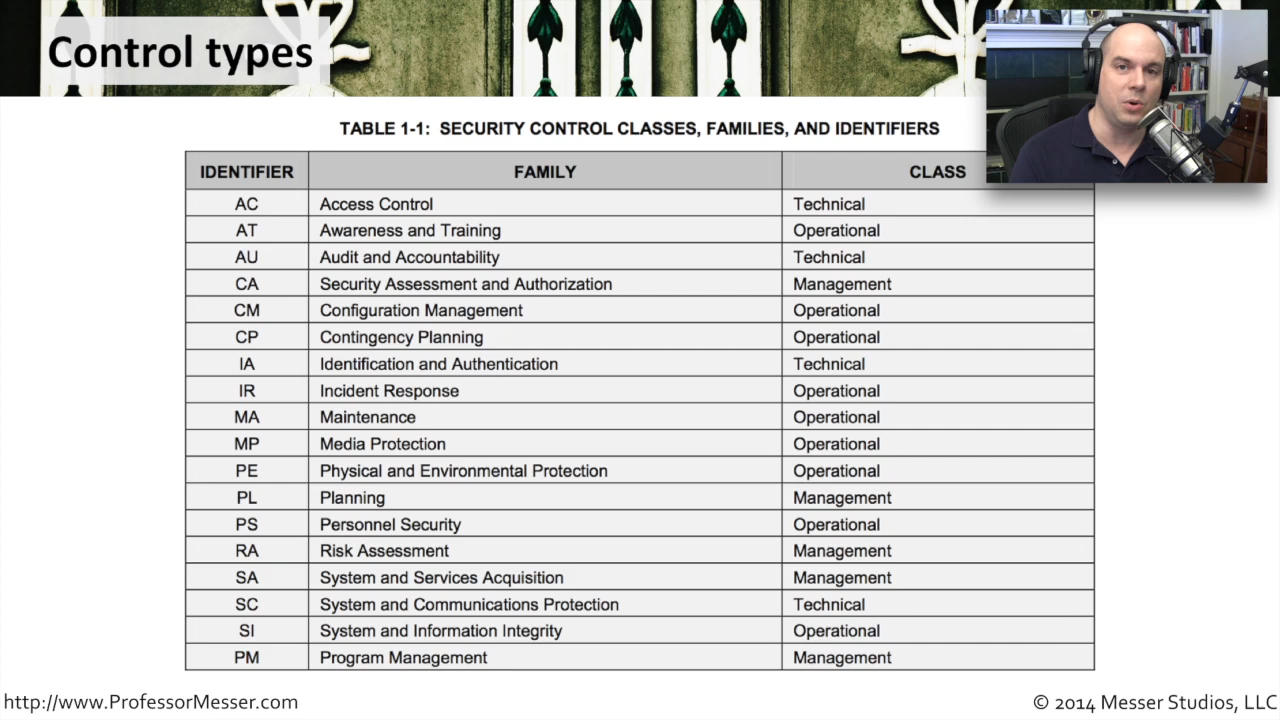 Control types
TABLE 1-1: SECURITY CONTROL CLASSES, FAMILIES, AND IDENTIFIERS
IDENTIFIER FAMILY CLASS
AC Access Control Technical
AT Awareness and Training Operational
AU Audit and Accountability Technical
CA Security Assessment and Authorization Management
CM Configuration Management Operational
CP Contingency Planning Operational
IA Identification and Authentication Technical
IR Incident Response Operational
MA Maintenance Operational
MP Media Protection Operational
PE Physical and Environmental Protection Operational
PL Planning Management
PS Personnel Security Operational
RA Risk Assessment Management
SA System and Services Acquisition Management
SC System and Communications Protection Technical
SI System and Information Integrity Operational
PM Program Management Management
http://www.ProfessorMesser.com © 2014 Messer Studios, LLC